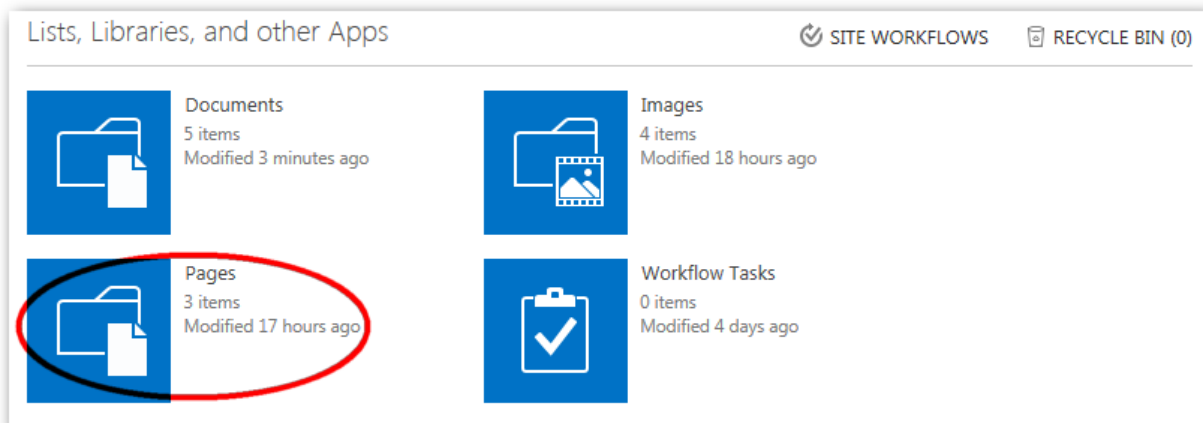 Lists, Libraries, and other Apps
SITE WORKFLOWS
RECYCLE BIN (0)
Documents
5 items
Modified 3 minutes ago
Images
4 items
Modified 18 hours ago
Pages
3 items
Modified 17 hours ago
Workflow Tasks
0 items
Modified 4 days ago